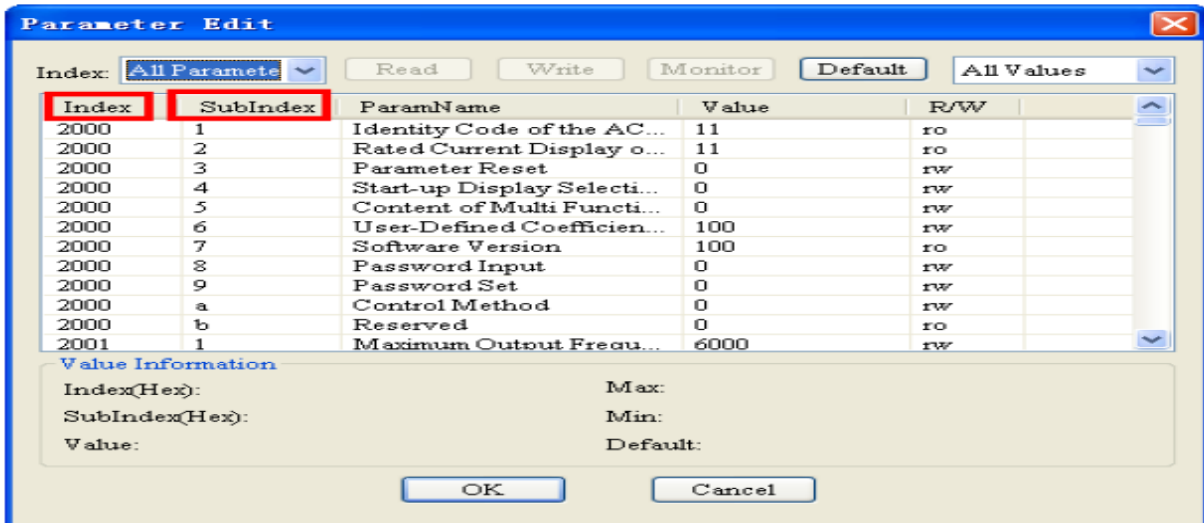 Parameter Edit
Index: All Paramete Read Write Monitor Default All Values
Index SubIndex ParamName Value R/W
2000 1 Identity Code of the AC... 11 ro
2000 2 Rated Current Display o... 11 ro
2000 3 Parameter Reset 0 rw
2000 4 Start-up Display Selecti... 0 rw
2000 5 Content of Multi Functi... 0 rw
2000 6 User-Defined Coefficien... 100 rw
2000 7 Software Version 100 ro
2000 8 Password Input 0 rw
2000 9 Password Set 0 rw
2000 a Control Method 0 rw
2000 b Reserved 0 ro
2001 1 Maximum Output Frequ... 6000 rw
Value Information
Index(Hex): Max:
SubIndex(Hex): Min:
Value: Default:
OK Cancel